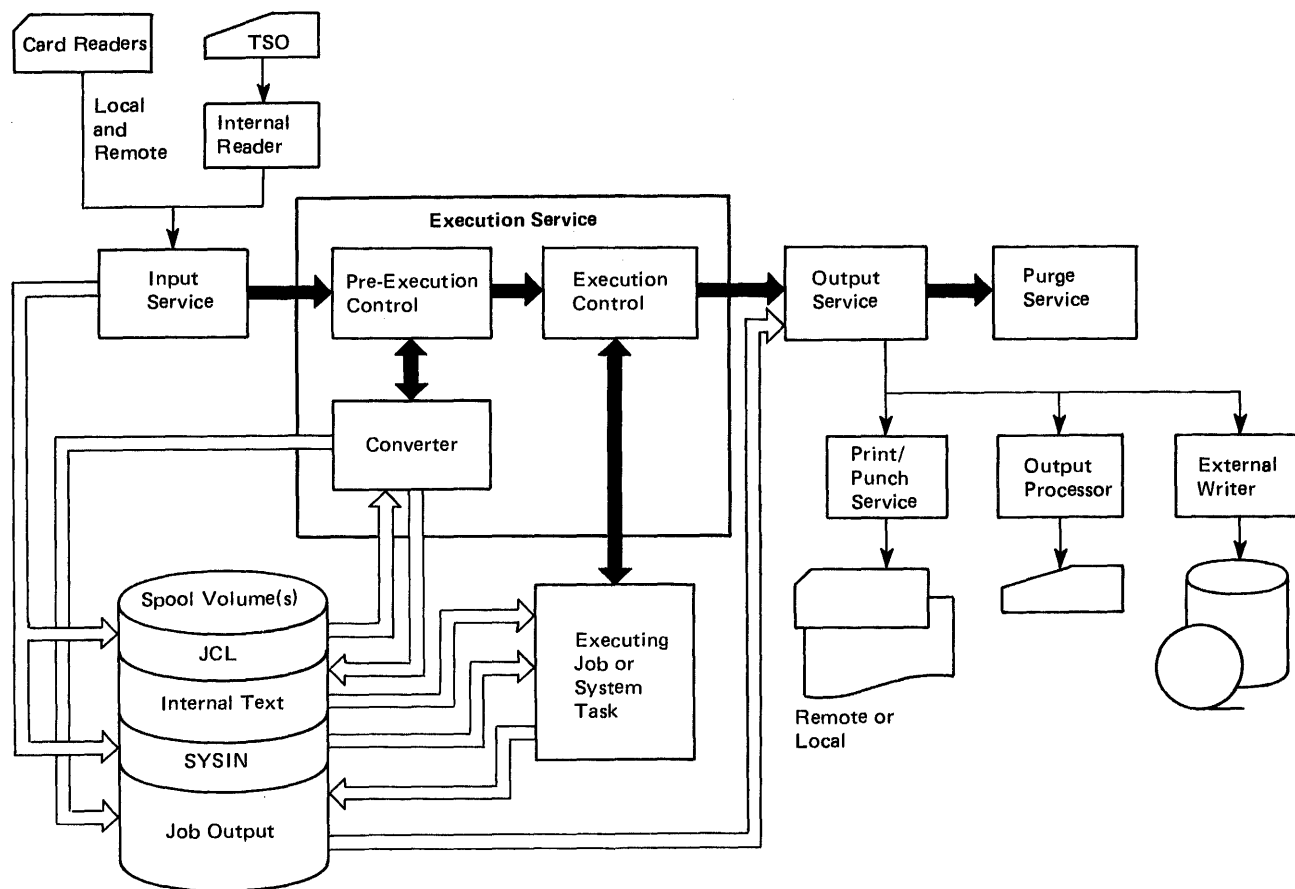 Card Readers
TSO
Local
and
Remote
Internal
Reader
Execution Service
Input
Service
Pre-Execution
Control
Execution
Control
Output
Service
Purge
Service
Converter
Print/
Punch
Service
Output
Processor
External
Writer
Spool Volume(s)
JCL
Internal Text
SYSIN
Job Output
Executing
Job or
System
Task
Remote or
Local